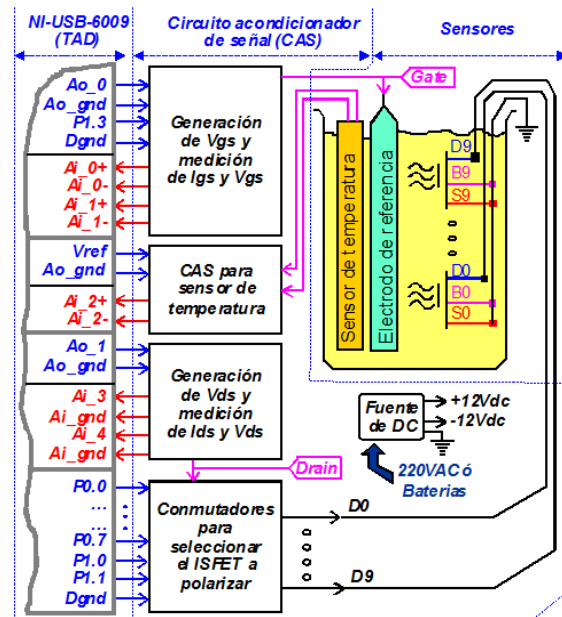 NI-USB-6009
(TAD)
Circuito acondicionador
de señal (CAS)
Sensores
Ao_0
Ao_gnd
P1.3
Dgnd
Ai_0+
Ai_0-
Ai_1+
Ai_1-
Generación
de Vgs y
medición
de Igs y Vgs
Gate
Sensor de temperatura
Electrodo de referencia
D9
B9
S9
D0
B0
S0
Vref
Ao_gnd
Ai_2+
Ai_2-
CAS para
sensor de
temperatura
Ao_1
Ao_gnd
Ai_3
Ai_gnd
Ai_4
Ai_gnd
Generación
de Vds y
medición
de Ids y Vds
Fuente
de DC
+12Vdc
-12Vdc
220VACó
Baterias
Drain
P0.0
...
...
P0.7
P1.0
P1.1
Dgnd
Conmutadores
para
seleccionar
el ISFET a
polarizar
D0
D9